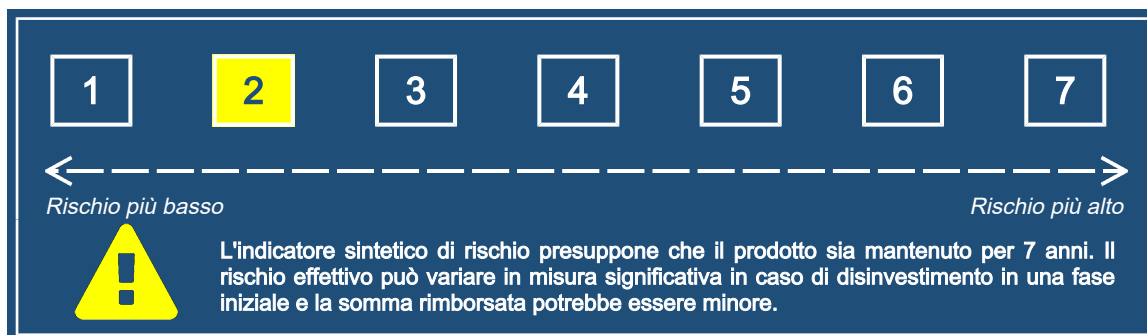 1 2 3 4 5 6 7
Rischio più basso Rischio più alto
L'indicatore sintetico di rischio presuppone che il prodotto sia mantenuto per 7 anni. Il
rischio effettivo può variare in misura significativa in caso di disinvestimento in una fase
iniziale e la somma rimborsata potrebbe essere minore.